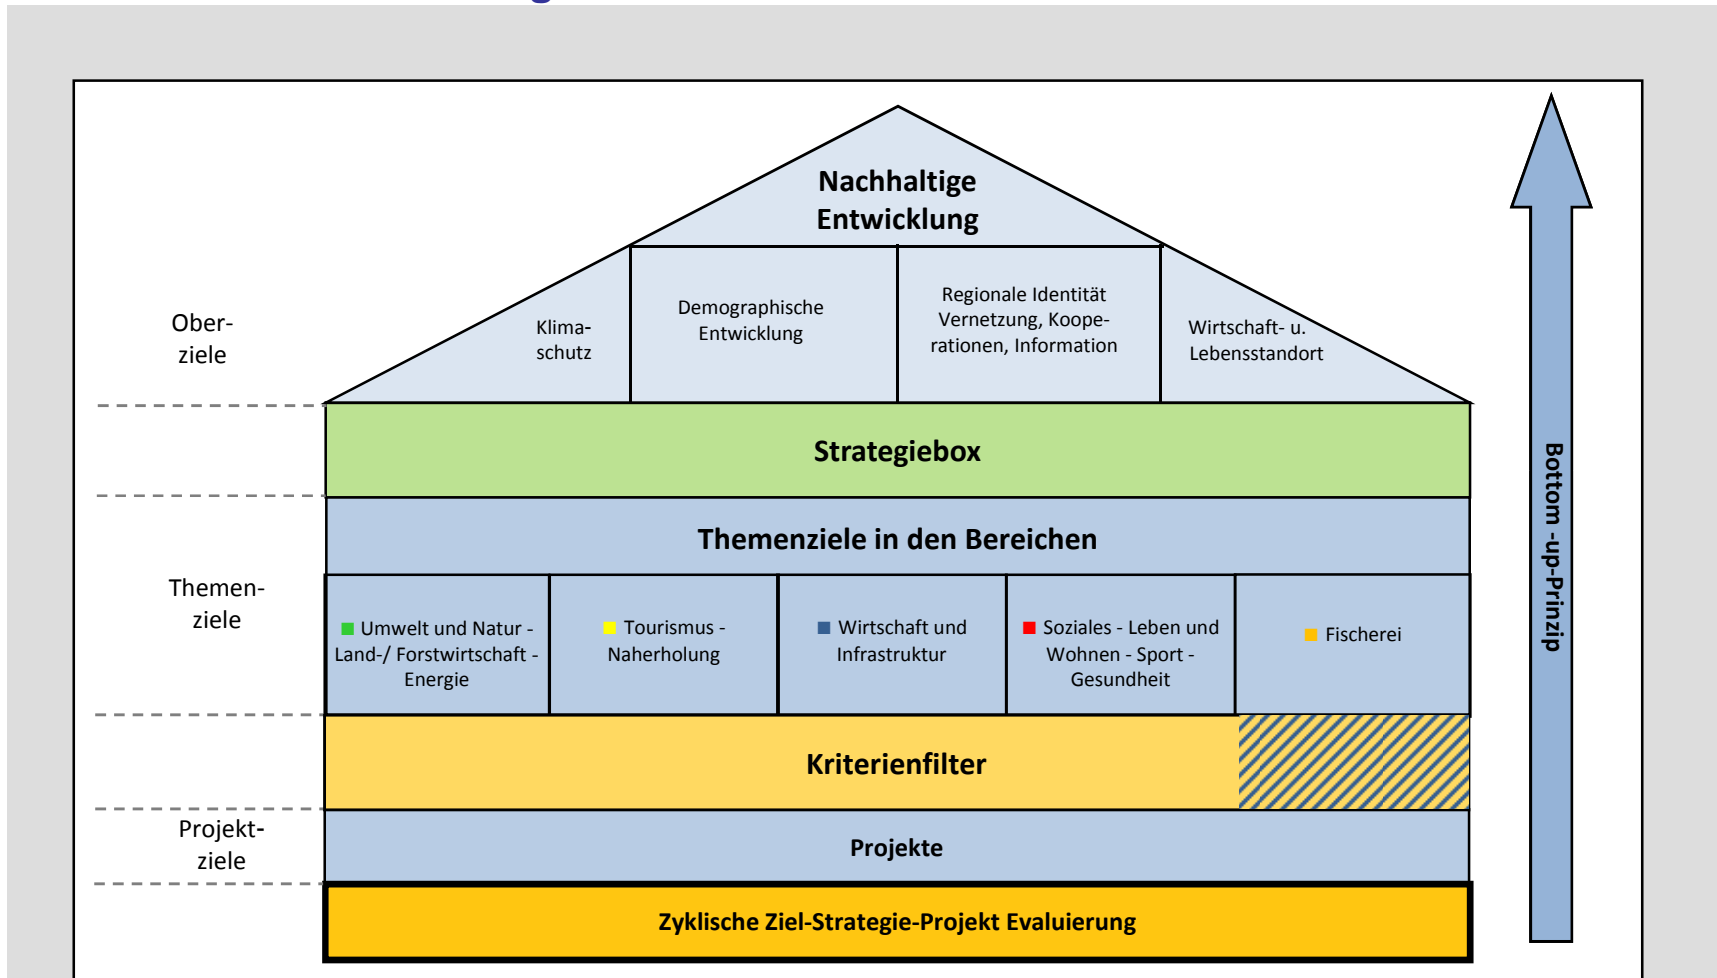 Nachhaltige
Entwicklung
Ober-
ziele
Klima-
schutz
Demographische
Entwicklung
Regionale Identität
Vernetzung, Koope-
rationen, Information
Wirtschaft- u.
Lebensstandort
Strategiebox
Themenziele in den Bereichen
Themen-
ziele
Umwelt und Natur -
Land-/ Forstwirtschaft -
Energie
Tourismus -
Naherholung
Wirtschaft und
Infrastruktur
Soziales - Leben und
Wohnen - Sport -
Gesundheit
Fischerei
Kriterienfilter
Projekt-
ziele
Projekte
Zyklische Ziel-Strategie-Projekt Evaluierung
Bottom -up-Prinzip